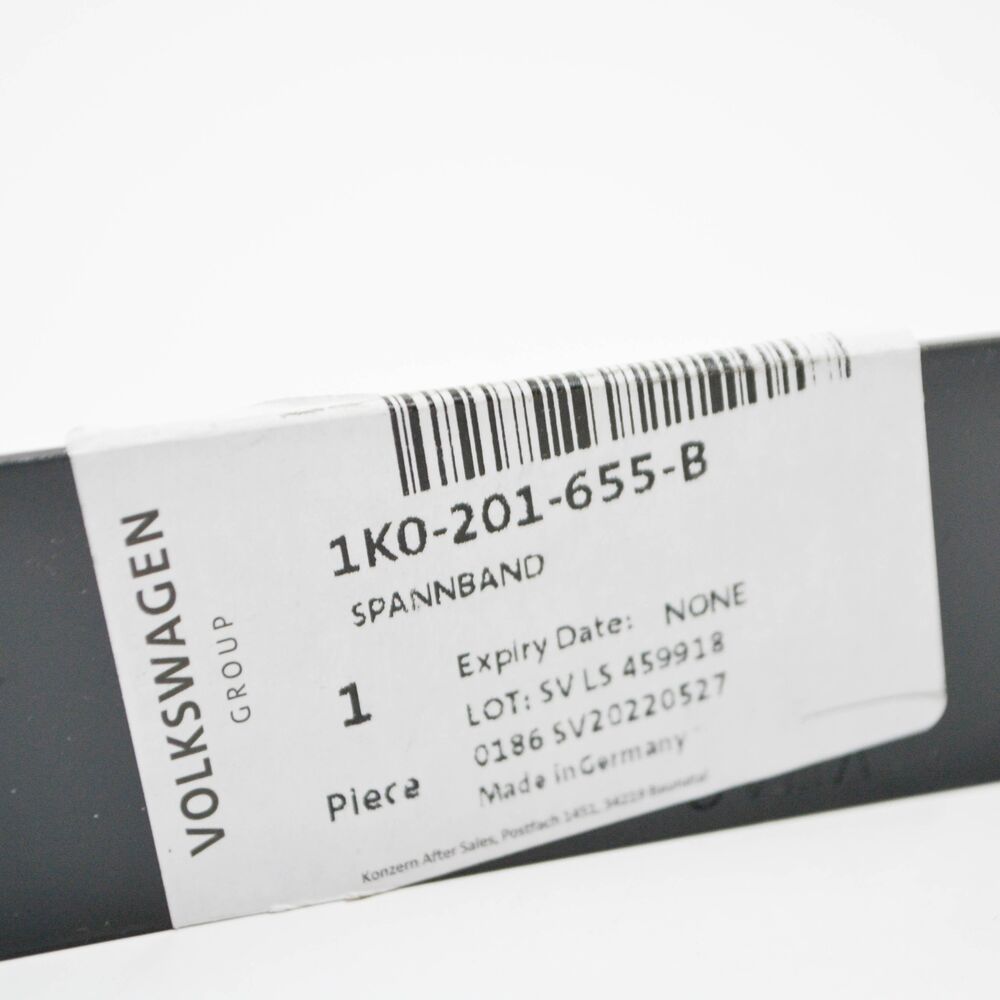 VOLKSWAGEN
GROUP
1K0-201-655-B
SPANNBAND
1
Piece
Expiry Date: NONE
LOT: SV LS 459918
0186 SV20220527
Made in Germany
Konzern After Sales, Postfach 1452, 34219 Baunatal